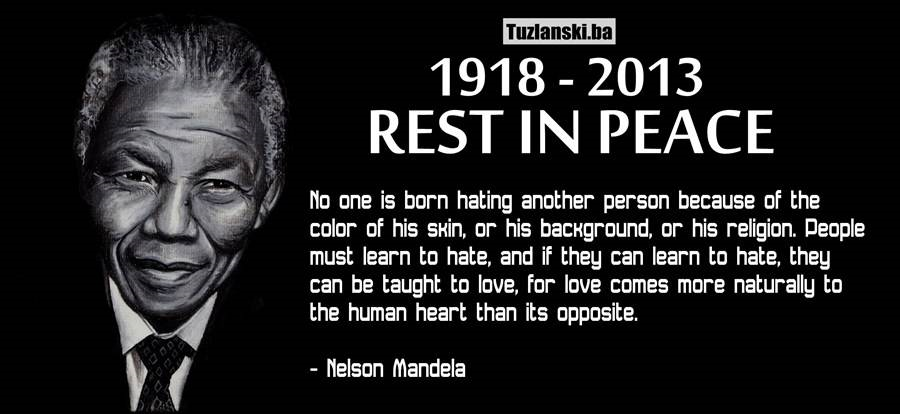 Tuzlanski.ba
1918 - 2013
REST IN PEACE
No one is born hating another person because of the
color of his skin, or his background, or his religion. People
must learn to hate, and if they can learn to hate, they
can be taught to love, for love comes more naturally to
the human heart than its opposite.
- Nelson Mandela